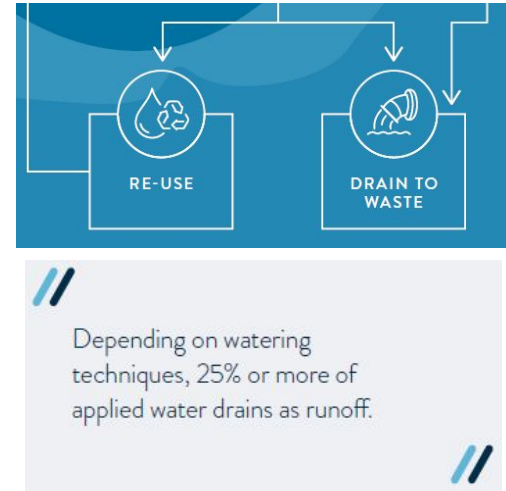 RE-USE
DRAIN TO
WASTE
Depending on watering
techniques, 25% or more of
applied water drains as runoff.